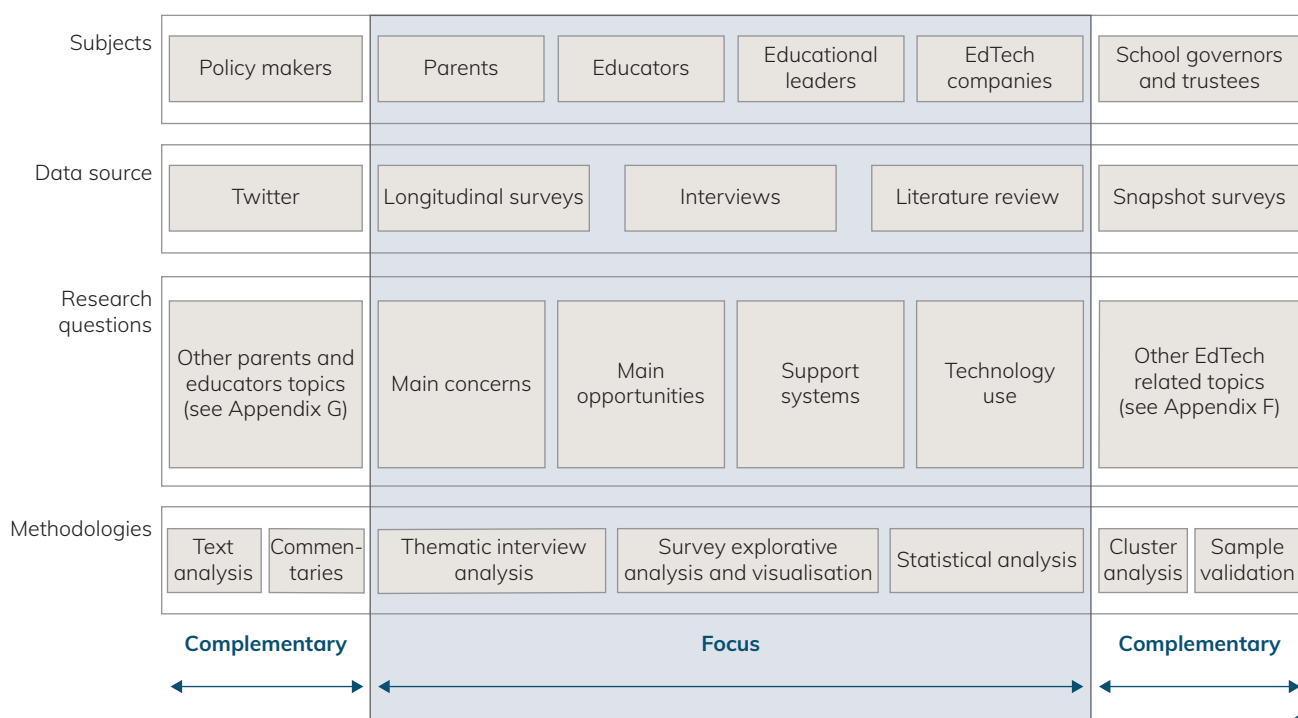 Subjects
Policy makers
Parents
Educators
Educational
leaders
EdTech
companies
School governors
and trustees
Data source
Twitter
Longitudinal surveys
Interviews
Literature review
Snapshot surveys
Research
questions
Other parents and
educators topics
(see Appendix G)
Main concerns
Main
opportunities
Support
systems
Technology
use
Other EdTech
related topics
(see Appendix F)
Methodologies
Text
analysis
Commen-
taries
Thematic interview
analysis
Survey explorative
analysis and visualisation
Statistical analysis
Cluster
analysis
Sample
validation
Complementary
Focus
Complementary